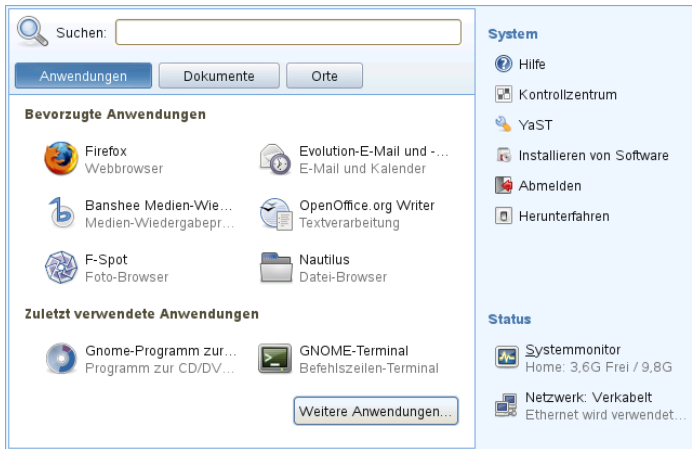 Suchen:
Anwendungen
Dokumente
Orte
Bevorzugte Anwendungen
Firefox
Webbrowser
Evolution-E-Mail und -...
E-Mail und Kalender
Banshee Medien-Wie...
Medien-Wiedergabepr...
OpenOffice.org Writer
Textverarbeitung
F-Spot
Foto-Browser
Nautilus
Datei-Browser
Zuletzt verwendete Anwendungen
Gnome-Programm zur...
Programm zur CD/DV...
GNOME-Terminal
Befehlszeilen-Terminal
Weitere Anwendungen...
System
Hilfe
Kontrollzentrum
YaST
Installieren von Software
Abmelden
Herunterfahren
Status
Systemmonitor
Home: 3,6G Frei / 9,8G
Netzwerk: Verkabelt
Ethernet wird verwendet...